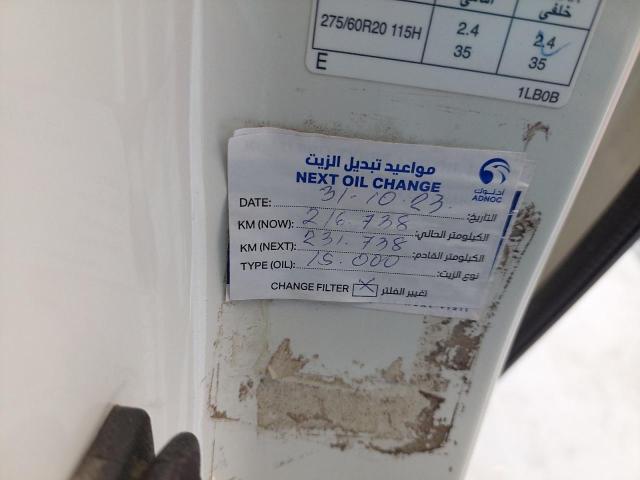 خلفي
275/60R20 115H 2.4 2.4
35 35
E
1LB0B
مواعيد تبديل الزيت
NEXT OIL CHANGE
أدنوك
ADNOC
DATE: 31-10-23 التاريخ:
KM (NOW): 216.738 الكيلومتر الحالي:
KM (NEXT): 231.738 الكيلومتر القادم:
TYPE (OIL): 15.000 نوع الزيت:
CHANGE FILTER X تغيير الفلتر